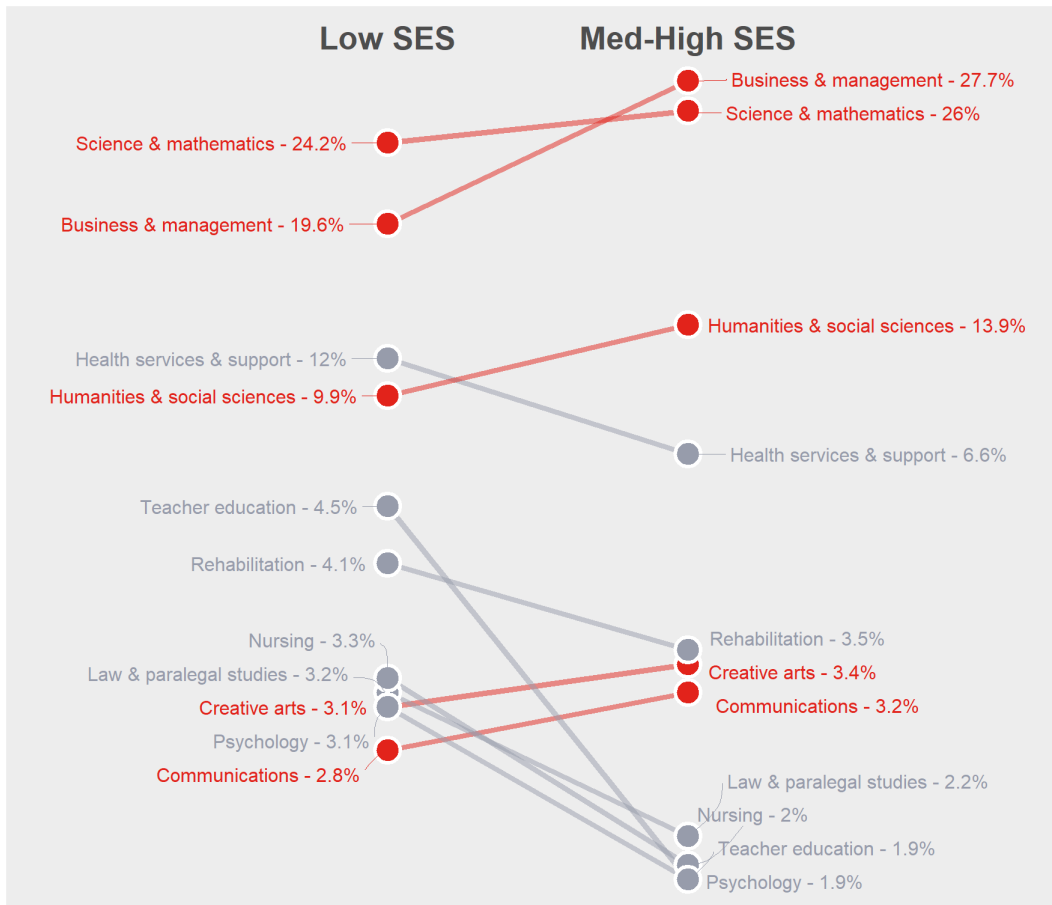 Low SES
Med-High SES
Science & mathematics - 24.2%
Business & management - 19.6%
Health services & support - 12%
Humanities & social sciences - 9.9%
Teacher education - 4.5%
Rehabilitation - 4.1%
Nursing - 3.3%
Law & paralegal studies - 3.2%
Creative arts - 3.1%
Psychology - 3.1%
Communications - 2.8%
Business & management - 27.7%
Science & mathematics - 26%
Humanities & social sciences - 13.9%
Health services & support - 6.6%
Rehabilitation - 3.5%
Creative arts - 3.4%
Communications - 3.2%
Law & paralegal studies - 2.2%
Nursing - 2%
Teacher education - 1.9%
Psychology - 1.9%